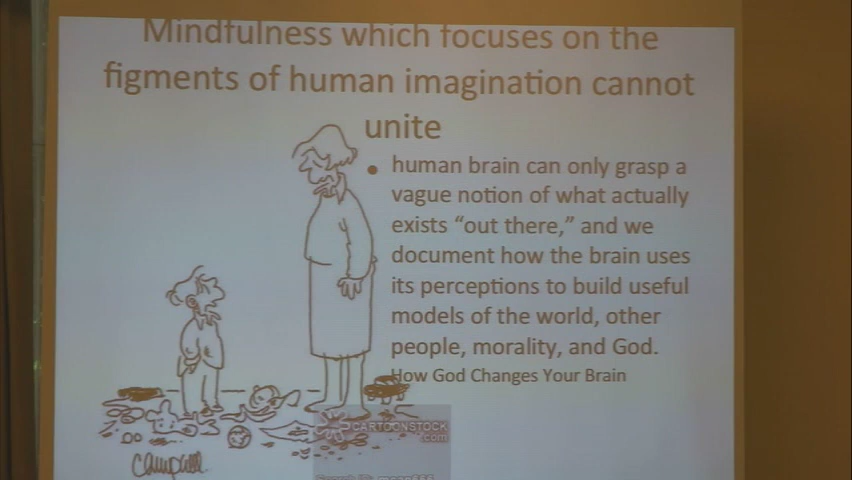 Mindfulness which focuses on the
figments of human imagination cannot
unite
• human brain can only grasp a
vague notion of what actually
exists “out there,” and we
document how the brain uses
its perceptions to build useful
models of the world, other
people, morality, and God.
How God Changes Your Brain
CARTOONSTOCK
.com
Campbell